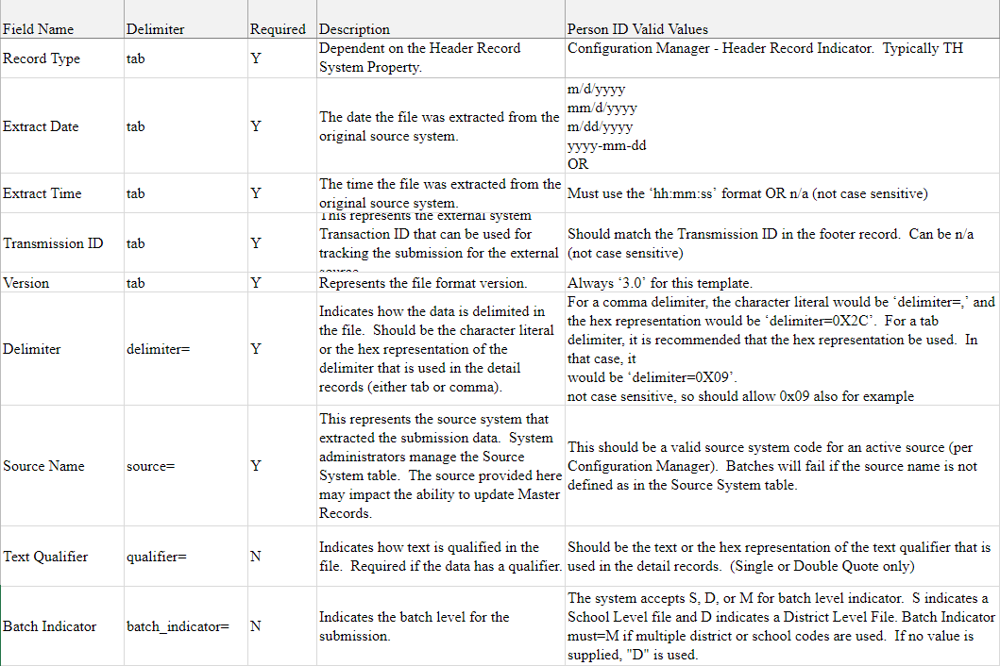 Field Name
Delimiter
Required
Description
Person ID Valid Values
Record Type
tab
Y
Dependent on the Header Record
System Property.
Configuration Manager - Header Record Indicator.  Typically TH
Extract Date
tab
Y
The date the file was extracted from the
original source system.
m/d/yyyy
mm/d/yyyy
m/dd/yyyy
yyyy-mm-dd
OR
Extract Time
tab
Y
The time the file was extracted from the
original source system.
Must use the ‘hh:mm:ss’ format OR n/a (not case sensitive)
Transmission ID
tab
Y
This represents the external system
Transaction ID that can be used for
tracking the submission for the external
Should match the Transmission ID in the footer record.  Can be n/a
(not case sensitive)
Version
tab
Y
Represents the file format version.
Always ‘3.0’ for this template.
Delimiter
delimiter=
Y
Indicates how the data is delimited in
the file.  Should be the character literal
or the hex representation of the
delimiter that is used in the detail
records (either tab or comma).
For a comma delimiter, the character literal would be ‘delimiter=,’ and
the hex representation would be ‘delimiter=0X2C’.  For a tab
delimiter, it is recommended that the hex representation be used.  In
that case, it
would be ‘delimiter=0X09’.
not case sensitive, so should allow 0x09 also for example
Source Name
source=
Y
This represents the source system that
extracted the submission data.  System
administrators manage the Source
System table.  The source provided here
may impact the ability to update Master
Records.
This should be a valid source system code for an active source (per
Configuration Manager).  Batches will fail if the source name is not
defined as in the Source System table.
Text Qualifier
qualifier=
N
Indicates how text is qualified in the
file.  Required if the data has a qualifier.
Should be the text or the hex representation of the text qualifier that is
used in the detail records.  (Single or Double Quote only)
Batch Indicator
batch_indicator=
N
Indicates the batch level for the
submission.
The system accepts S, D, or M for batch level indicator.  S indicates a
School Level file and D indicates a District Level File. Batch Indicator
must=M if multiple district or school codes are used.  If no value is
supplied, "D" is used.